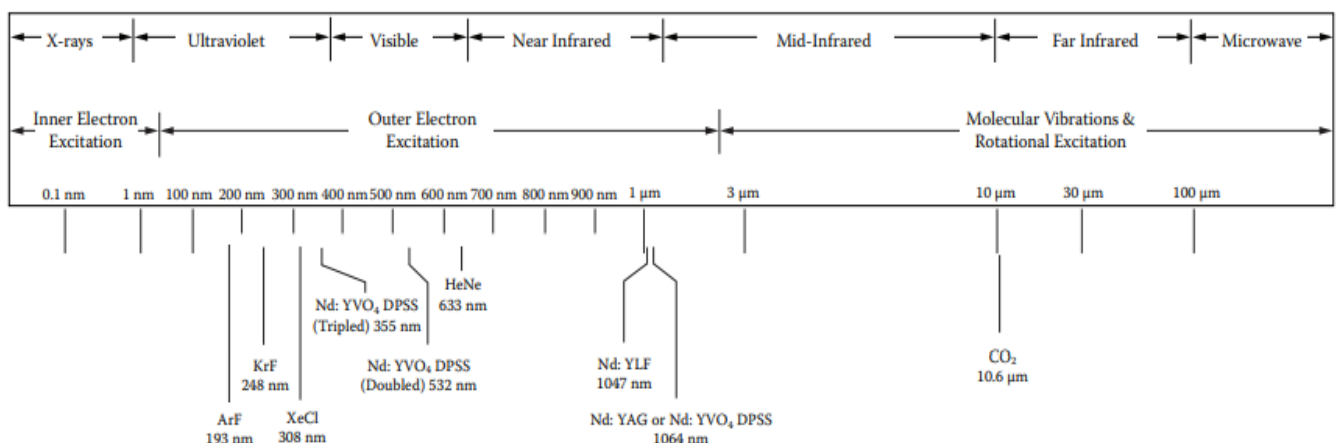 X-rays Ultraviolet Visible Near Infrared Mid-Infrared Far Infrared Microwave
Inner Electron
Excitation
Outer Electron
Excitation
Molecular Vibrations &
Rotational Excitation
0.1 nm 1 nm 100 nm 200 nm 300 nm 400 nm 500 nm 600 nm 700 nm 800 nm 900 nm 1 µm 3 µm 10 µm 30 µm 100 µm
HeNe
633 nm
Nd: YVO₄ DPSS
(Tripled) 355 nm
KrF
248 nm
Nd: YVO₄ DPSS
(Doubled) 532 nm
Nd: YLF
1047 nm
CO₂
10.6 µm
ArF
193 nm
XeCl
308 nm
Nd: YAG or Nd: YVO₄ DPSS
1064 nm